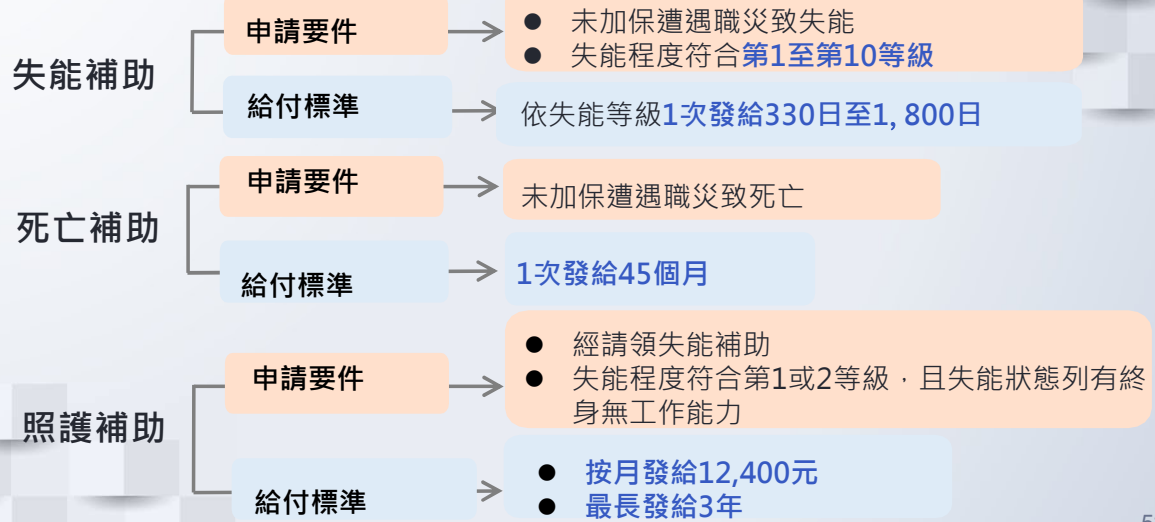 失能補助
申請要件
● 未加保遭遇職災致失能
● 失能程度符合第1至第10等級
給付標準
依失能等級1次發給330日至1, 800日
死亡補助
申請要件
未加保遭遇職災致死亡
給付標準
1次發給45個月
照護補助
申請要件
● 經請領失能補助
● 失能程度符合第1或2等級，且失能狀態列有終
身無工作能力
給付標準
● 按月發給12,400元
● 最長發給3年
5